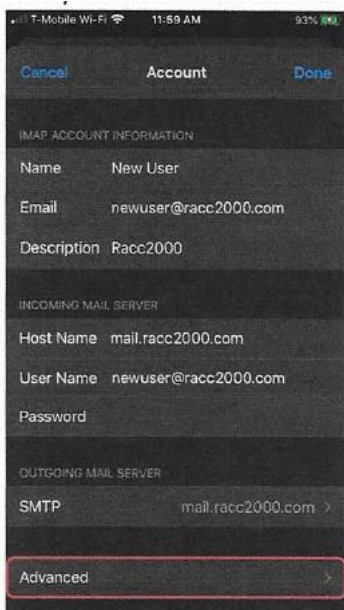 T-Mobile Wi-Fi 11:59 AM 93%
Cancel Account Done
IMAP ACCOUNT INFORMATION
Name New User
Email newuser@racc2000.com
Description Racc2000
INCOMING MAIL SERVER
Host Name mail.racc2000.com
User Name newuser@racc2000.com
Password
OUTGOING MAIL SERVER
SMTP mail.racc2000.com >
Advanced >